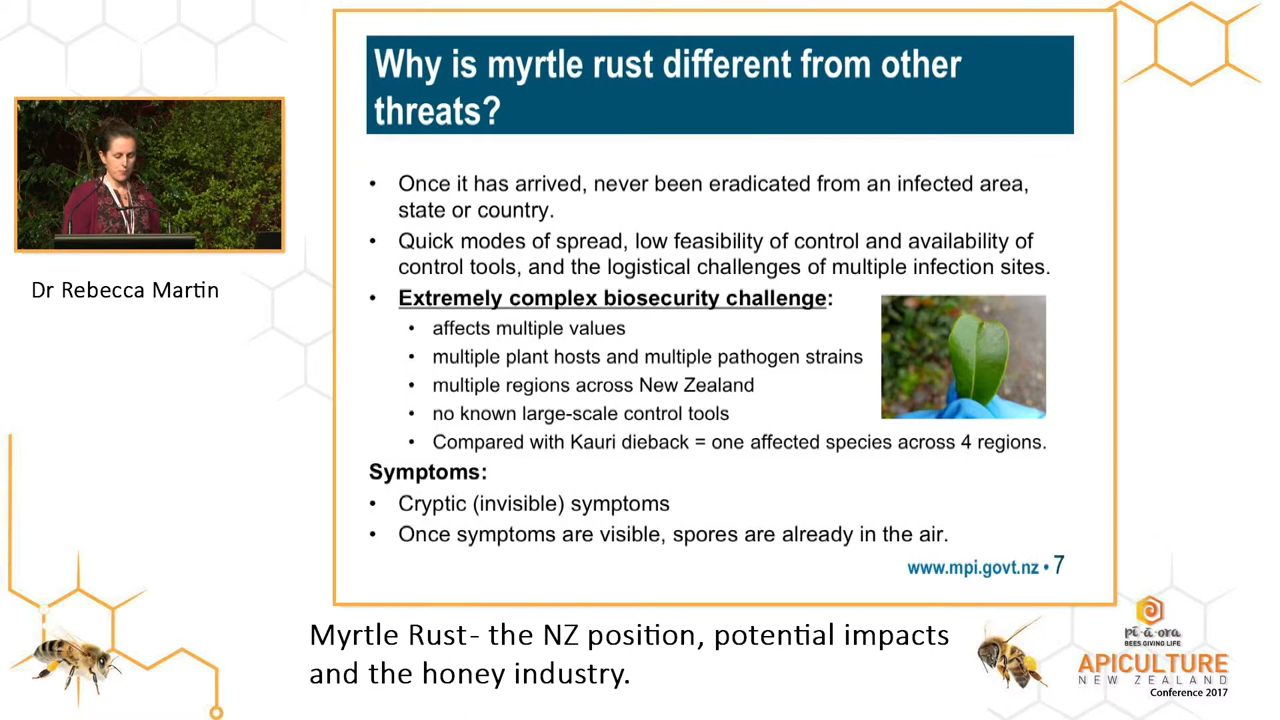 Why is myrtle rust different from other
threats?
• Once it has arrived, never been eradicated from an infected area,
state or country.
• Quick modes of spread, low feasibility of control and availability of
control tools, and the logistical challenges of multiple infection sites.
• Extremely complex biosecurity challenge:
• affects multiple values
• multiple plant hosts and multiple pathogen strains
• multiple regions across New Zealand
• no known large-scale control tools
• Compared with Kauri dieback = one affected species across 4 regions.
Symptoms:
• Cryptic (invisible) symptoms
• Once symptoms are visible, spores are already in the air.
www.mpi.govt.nz • 7
Dr Rebecca Martin
Myrtle Rust- the NZ position, potential impacts
and the honey industry.
pī·ā·ora
BEES GIVING LIFE
APICULTURE
NEW ZEALAND
Conference 2017